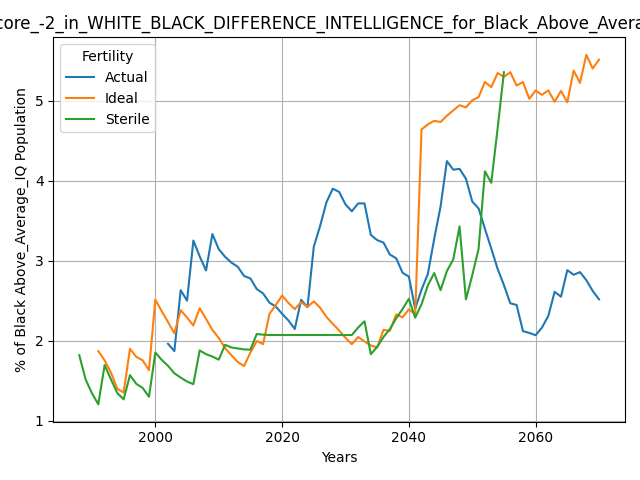 core_-2_in_WHITE_BLACK_DIFFERENCE_INTELLIGENCE_for_Black_Above_Avera
Fertility
Actual
Ideal
Sterile
% of Black Above_Average_IQ Population
5
4
3
2
1
2000
2020
2040
2060
Years